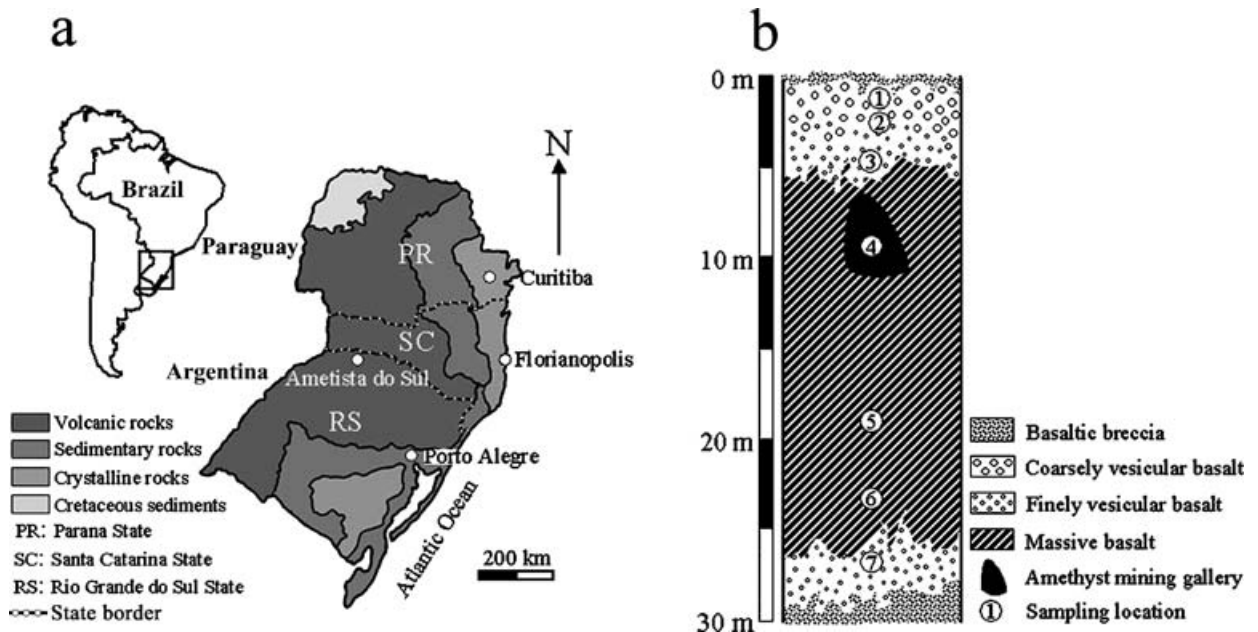 a
b
N
Brazil
Paraguay
PR
Curitiba
SC
Florianopolis
Argentina
Ametista do Sul
RS
Porto Alegre
Atlantic Ocean
200 km
Volcanic rocks
Sedimentary rocks
Crystalline rocks
Cretaceous sediments
PR: Parana State
SC: Santa Catarina State
RS: Rio Grande do Sul State
State border
0 m
10 m
20 m
30 m
1
2
3
4
5
6
7
Basaltic breccia
Coarsely vesicular basalt
Finely vesicular basalt
Massive basalt
Amethyst mining gallery
1 Sampling location